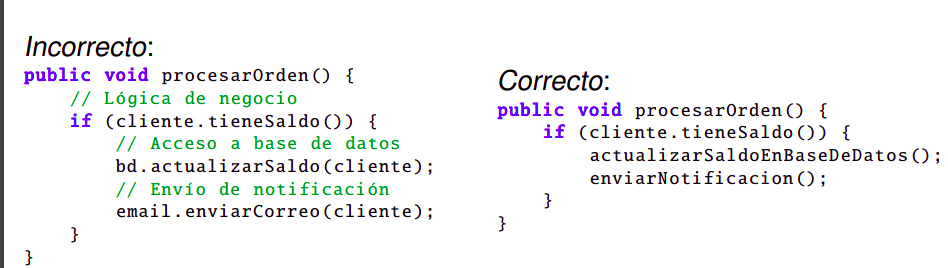 Incorrecto:
public void procesarOrden() {
    // Lógica de negocio
    if (cliente.tieneSaldo()) {
        // Acceso a base de datos
        bd.actualizarSaldo(cliente);
        // Envío de notificación
        email.enviarCorreo(cliente);
    }
}
Correcto:
public void procesarOrden() {
    if (cliente.tieneSaldo()) {
        actualizarSaldoEnBaseDeDatos();
        enviarNotificacion();
    }
}